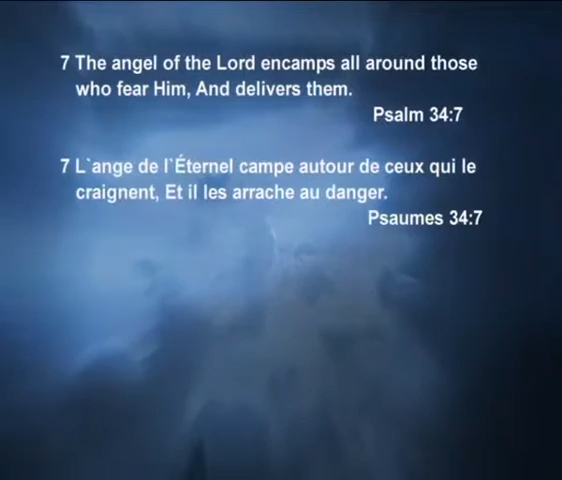 7 The angel of the Lord encamps all around those
who fear Him, And delivers them.
Psalm 34:7
7 L`ange de l`Éternel campe autour de ceux qui le
craignent, Et il les arrache au danger.
Psaumes 34:7